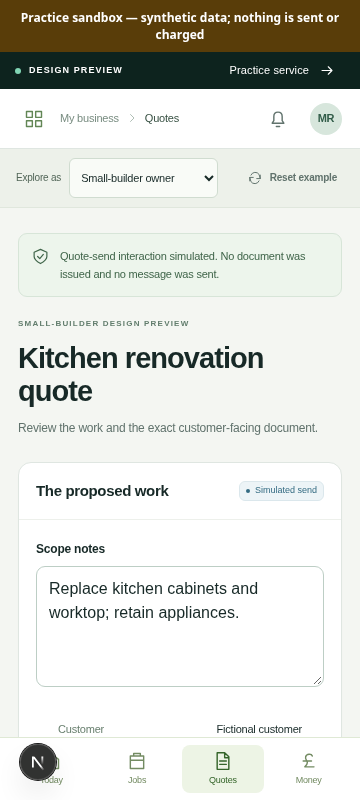 Practice sandbox — synthetic data; nothing is sent or
charged
DESIGN PREVIEW
Practice service
My business
Quotes
MR
Explore as
Small-builder owner
Reset example
Quote-send interaction simulated. No document was
issued and no message was sent.
SMALL-BUILDER DESIGN PREVIEW
Kitchen renovation
quote
Review the work and the exact customer-facing document.
The proposed work
Simulated send
Scope notes
Replace kitchen cabinets and
worktop; retain appliances.
Customer
Fictional customer
N
Jobs
Quotes
Money